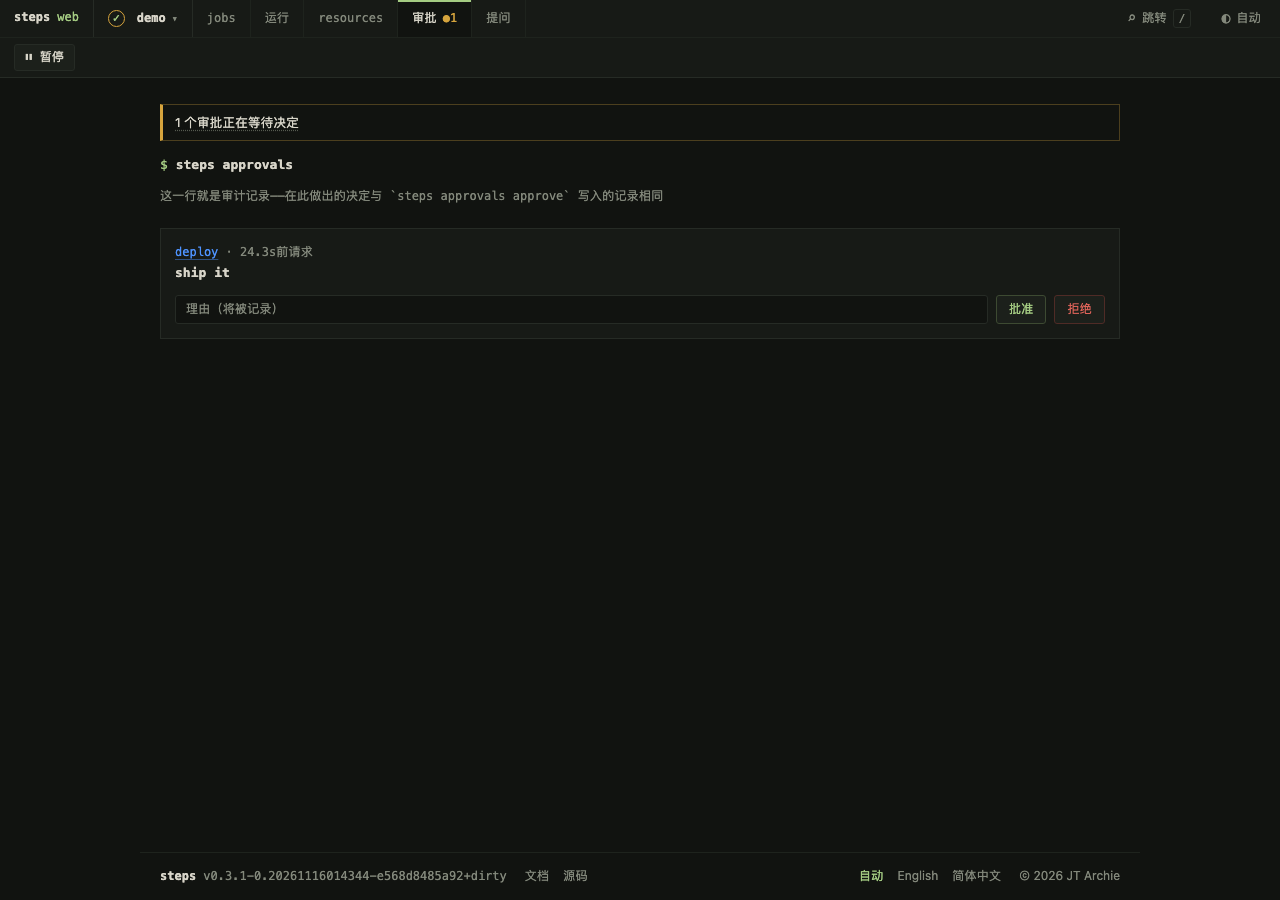 steps web ✓ demo ▾ jobs 运行 resources 审批 ●1 提问 ⌕ 跳转 / ◐ 自动
⏸ 暂停
1 个审批正在等待决定
$ steps approvals
这一行就是审计记录——在此做出的决定与 `steps approvals approve` 写入的记录相同
deploy · 24.3s前请求
ship it
理由（将被记录） 批准 拒绝
steps v0.3.1-0.20261116014344-e568d8485a92+dirty 文档 源码 自动 English 简体中文 © 2026 JT Archie